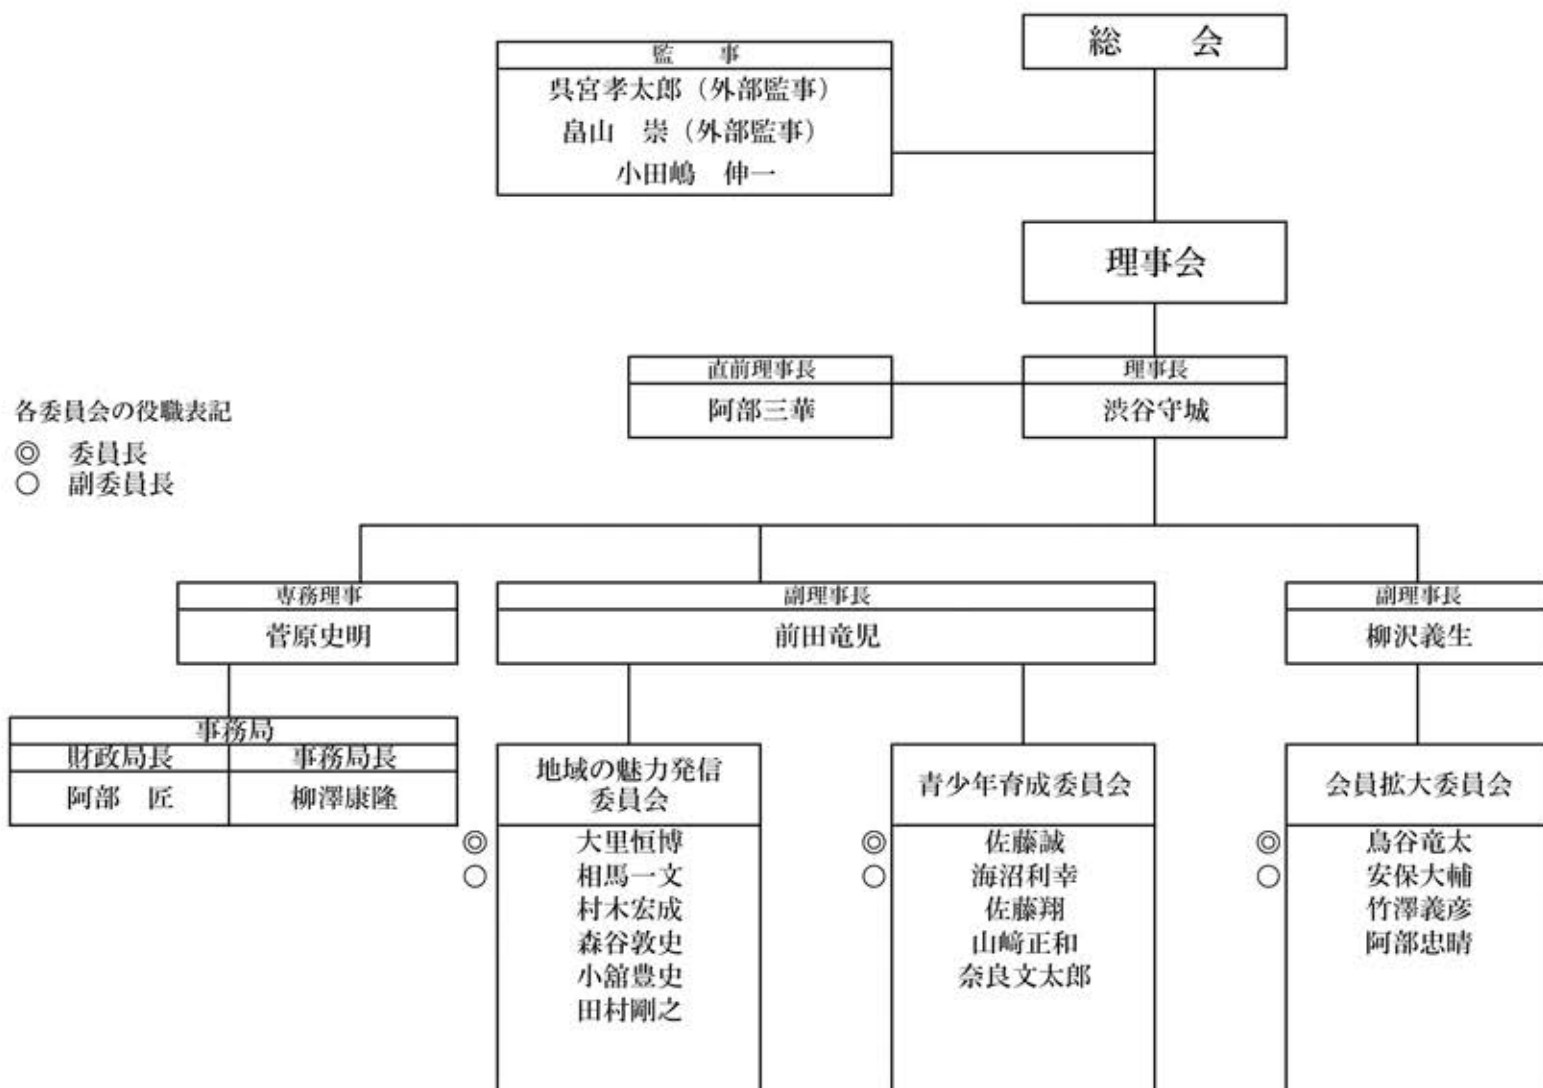 総　会
監　事
呉宮孝太郎（外部監事）
畠山　崇（外部監事）
小田嶋　伸一
理事会
直前理事長
阿部三華
理事長
渋谷守城
各委員会の役職表記
◎　委員長
○　副委員長
専務理事
菅原史明
副理事長
前田竜児
副理事長
柳沢義生
事務局
財政局長
阿部　匠
事務局長
柳澤康隆
地域の魅力発信
委員会
◎ 大里恒博
○ 相馬一文
村木宏成
森谷敦史
小舘豊史
田村剛之
青少年育成委員会
◎ 佐藤誠
○ 海沼利幸
佐藤翔
山﨑正和
奈良文太郎
会員拡大委員会
◎ 鳥谷竜太
○ 安保大輔
竹澤義彦
阿部忠晴